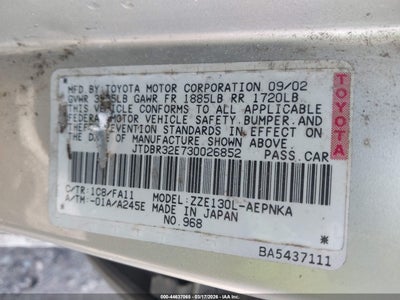 MFD.BY:TOYOTA MOTOR CORPORATION 09/02
GVWR LB GAWR FR 1885LB RR 1720LB
THIS VEHICLE CONFORMS TO ALL APPLICABLE
FEDERAL MOTOR VEHICLE SAFETY,BUMPER,AND
THEFT PREVENTION STANDARDS IN EFFECT ON
THE DATE OF MANUFACTURE SHOWN ABOVE.
JTDBR32E730026852 PASS.CAR
C/TR:1C8/FA11 MODEL:ZZE130L-AEPNKA
A/TM:-01A/A245E MADE IN JAPAN
NO.968
TOYOTA
BA5437111
000-44637065 - 03/17/2026 - IAA Company